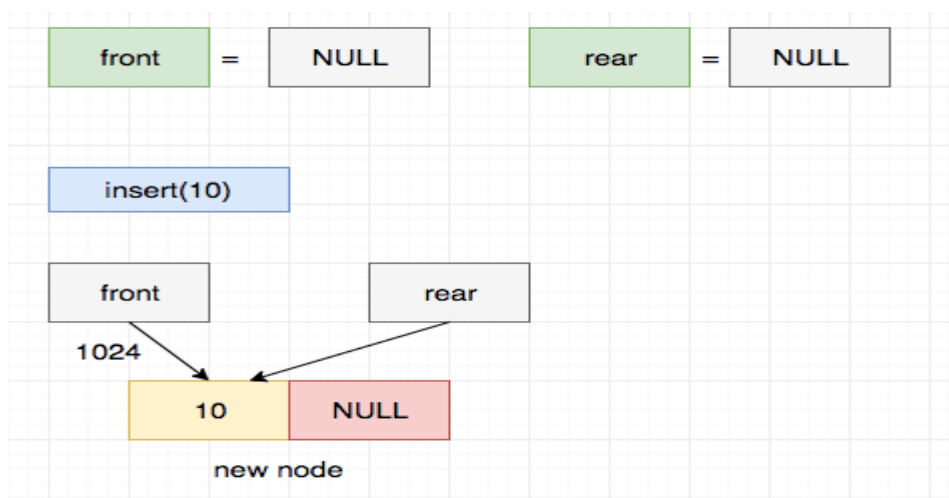 front = NULL rear = NULL
insert(10)
front rear
1024
10 NULL
new node